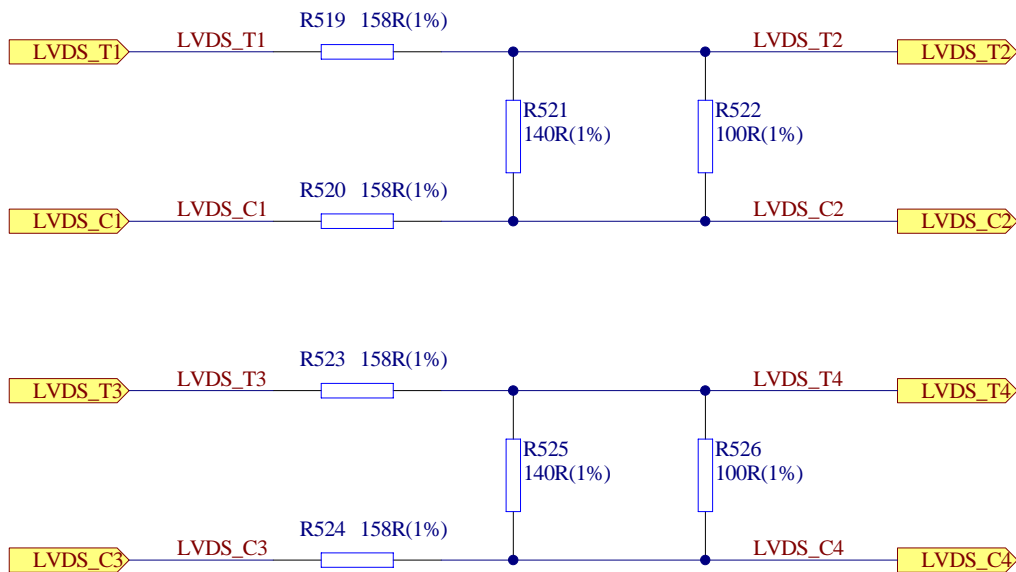 R519 158R(1%)
LVDS_T1 LVDS_T1 LVDS_T2 LVDS_T2
R521 R522
140R(1%) 100R(1%)
R520 158R(1%)
LVDS_C1 LVDS_C1 LVDS_C2 LVDS_C2
R523 158R(1%)
LVDS_T3 LVDS_T3 LVDS_T4 LVDS_T4
R525 R526
140R(1%) 100R(1%)
R524 158R(1%)
LVDS_C3 LVDS_C3 LVDS_C4 LVDS_C4